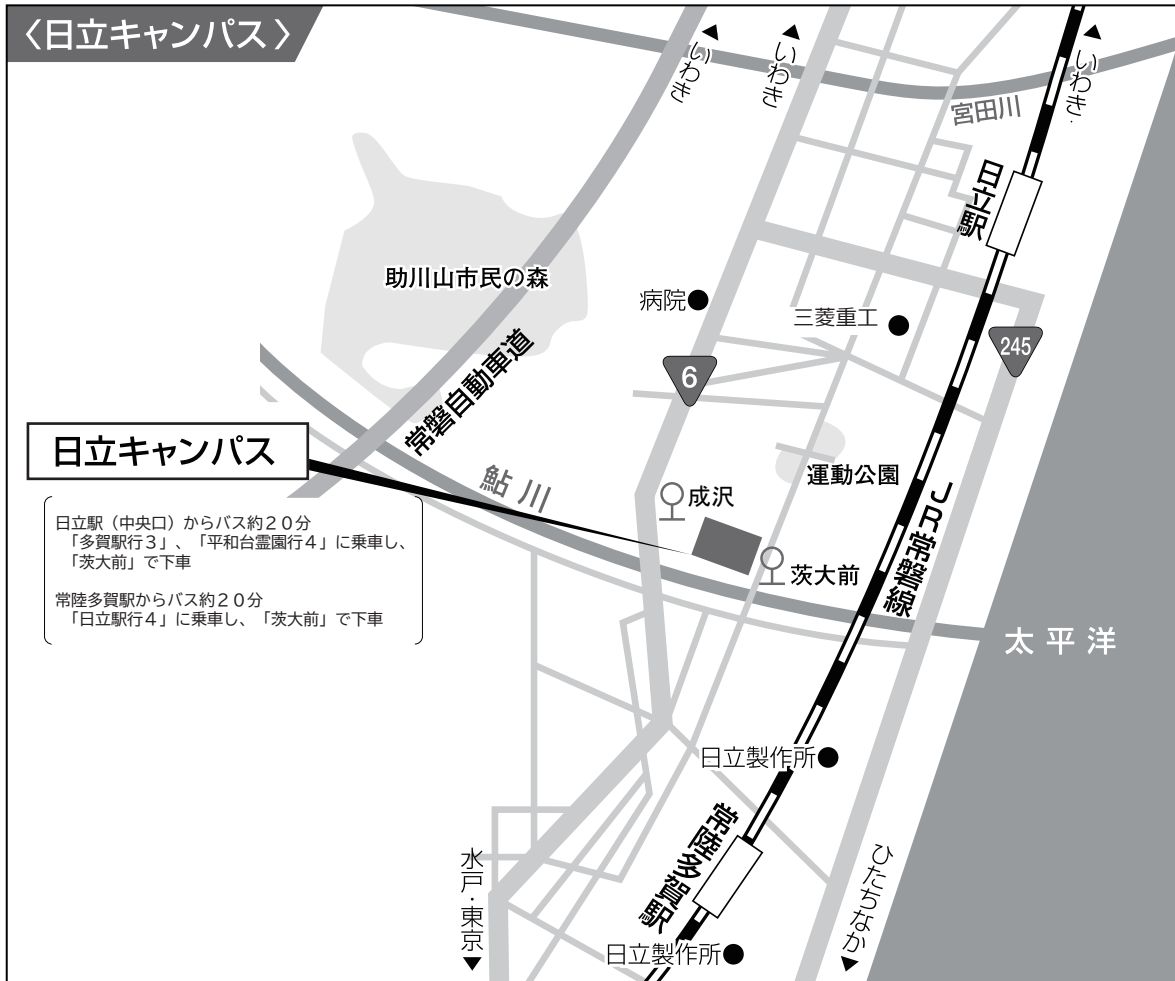 〈日立キャンパス〉
いわき
いわき
いわき
宮田川
日立駅
助川山市民の森
病院
三菱重工
245
6
常磐自動車道
日立キャンパス
鮎川
成沢
運動公園
JR常磐線
日立駅（中央口）からバス約２０分
「多賀駅行３」、「平和台霊園行４」に乗車し、
「茨大前」で下車
常陸多賀駅からバス約２０分
「日立駅行４」に乗車し、「茨大前」で下車
茨大前
太平洋
日立製作所
常陸多賀駅
水戸・東京
ひたちなか
日立製作所